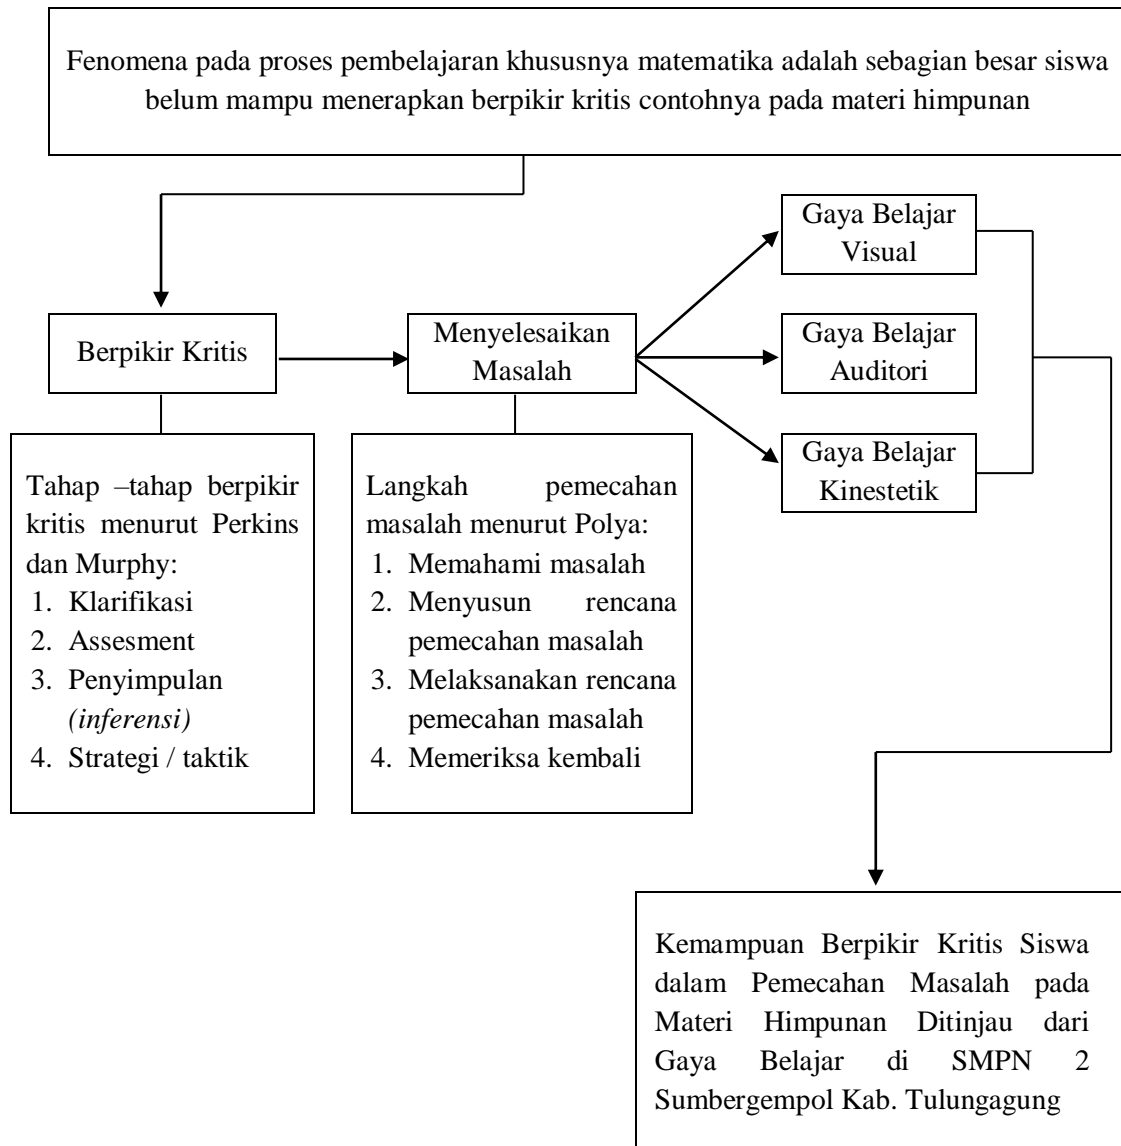 Fenomena pada proses pembelajaran khususnya matematika adalah sebagian besar siswa
belum mampu menerapkan berpikir kritis contohnya pada materi himpunan
Gaya Belajar
Visual
Berpikir Kritis
Menyelesaikan
Masalah
Gaya Belajar
Auditori
Gaya Belajar
Kinestetik
Tahap –tahap berpikir
kritis menurut Perkins
dan Murphy:
1. Klarifikasi
2. Assesment
3. Penyimpulan
(inferensi)
4. Strategi / taktik
Langkah pemecahan
masalah menurut Polya:
1. Memahami masalah
2. Menyusun rencana
pemecahan masalah
3. Melaksanakan rencana
pemecahan masalah
4. Memeriksa kembali
Kemampuan Berpikir Kritis Siswa
dalam Pemecahan Masalah pada
Materi Himpunan Ditinjau dari
Gaya Belajar di SMPN 2
Sumbergempol Kab. Tulungagung